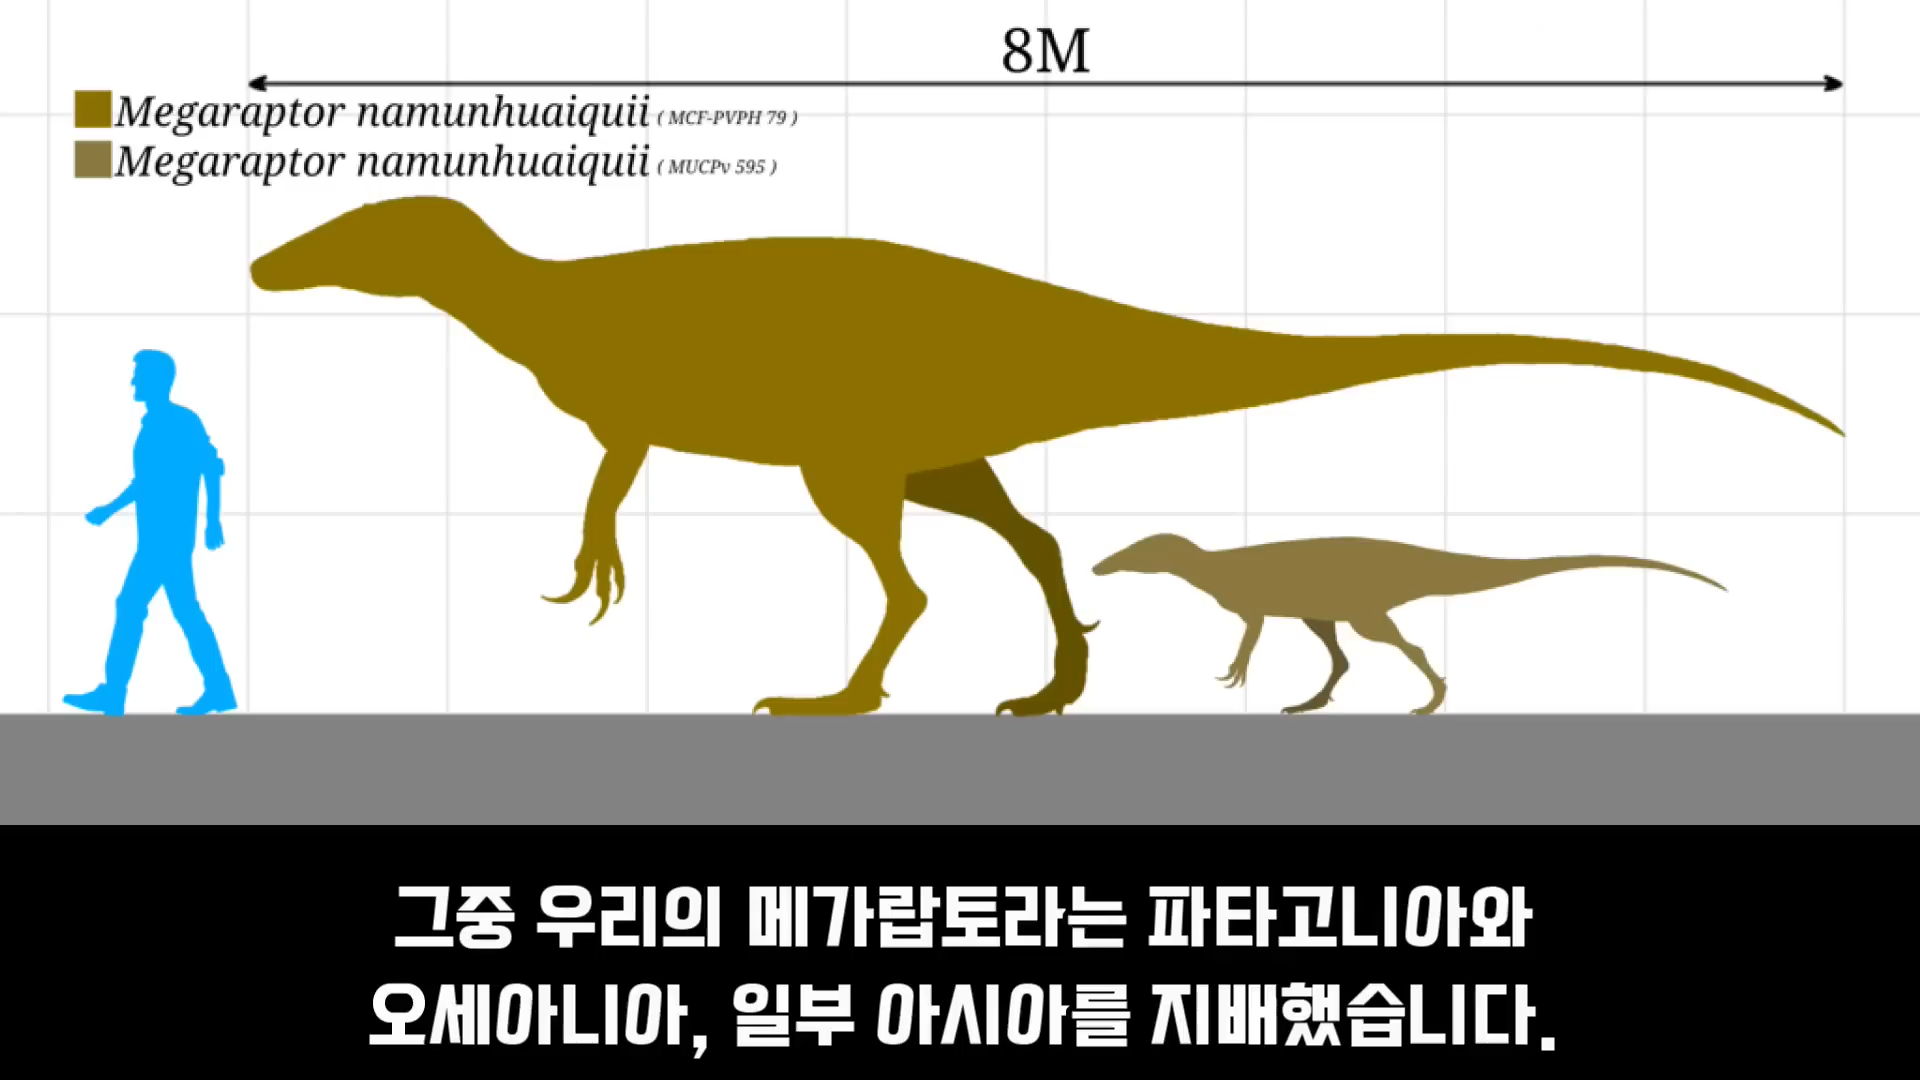 8M
Megaraptor namunhuaiquii ( MCF-PVPH 79 )
Megaraptor namunhuaiquii ( MUCPv 595 )
그중 우리의 메가랍토라는 파타고니아와
오세아니아, 일부 아시아를 지배했습니다.